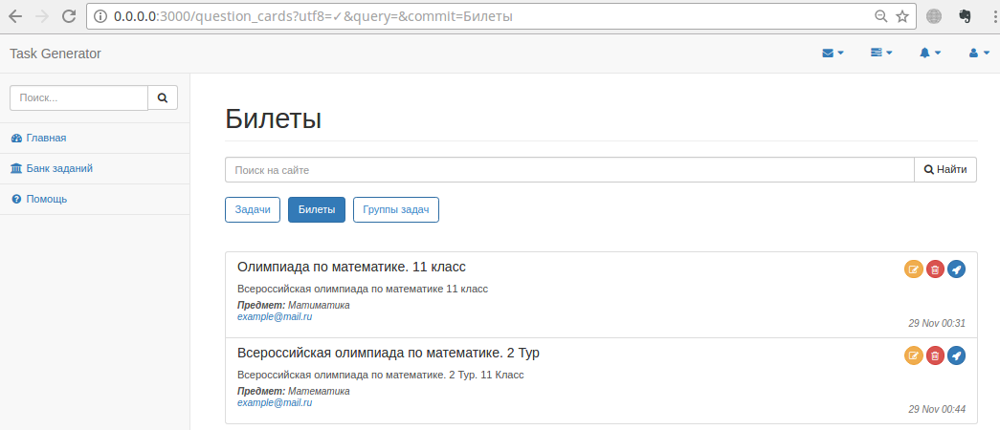 0.0.0.0:3000/question_cards?utf8=✓&query=&commit=Билеты
Task Generator
Поиск...
Главная
Банк заданий
Помощь
Билеты
Поиск на сайте
Найти
Задачи Билеты Группы задач
Олимпиада по математике. 11 класс
Всероссийская олимпиада по математике 11 класс
Предмет: Матиматика
example@mail.ru
29 Nov 00:31
Всероссийская олимпиада по математике. 2 Тур
Всероссийская олимпиада по математике. 2 Тур. 11 Класс
Предмет: Математика
example@mail.ru
29 Nov 00:44